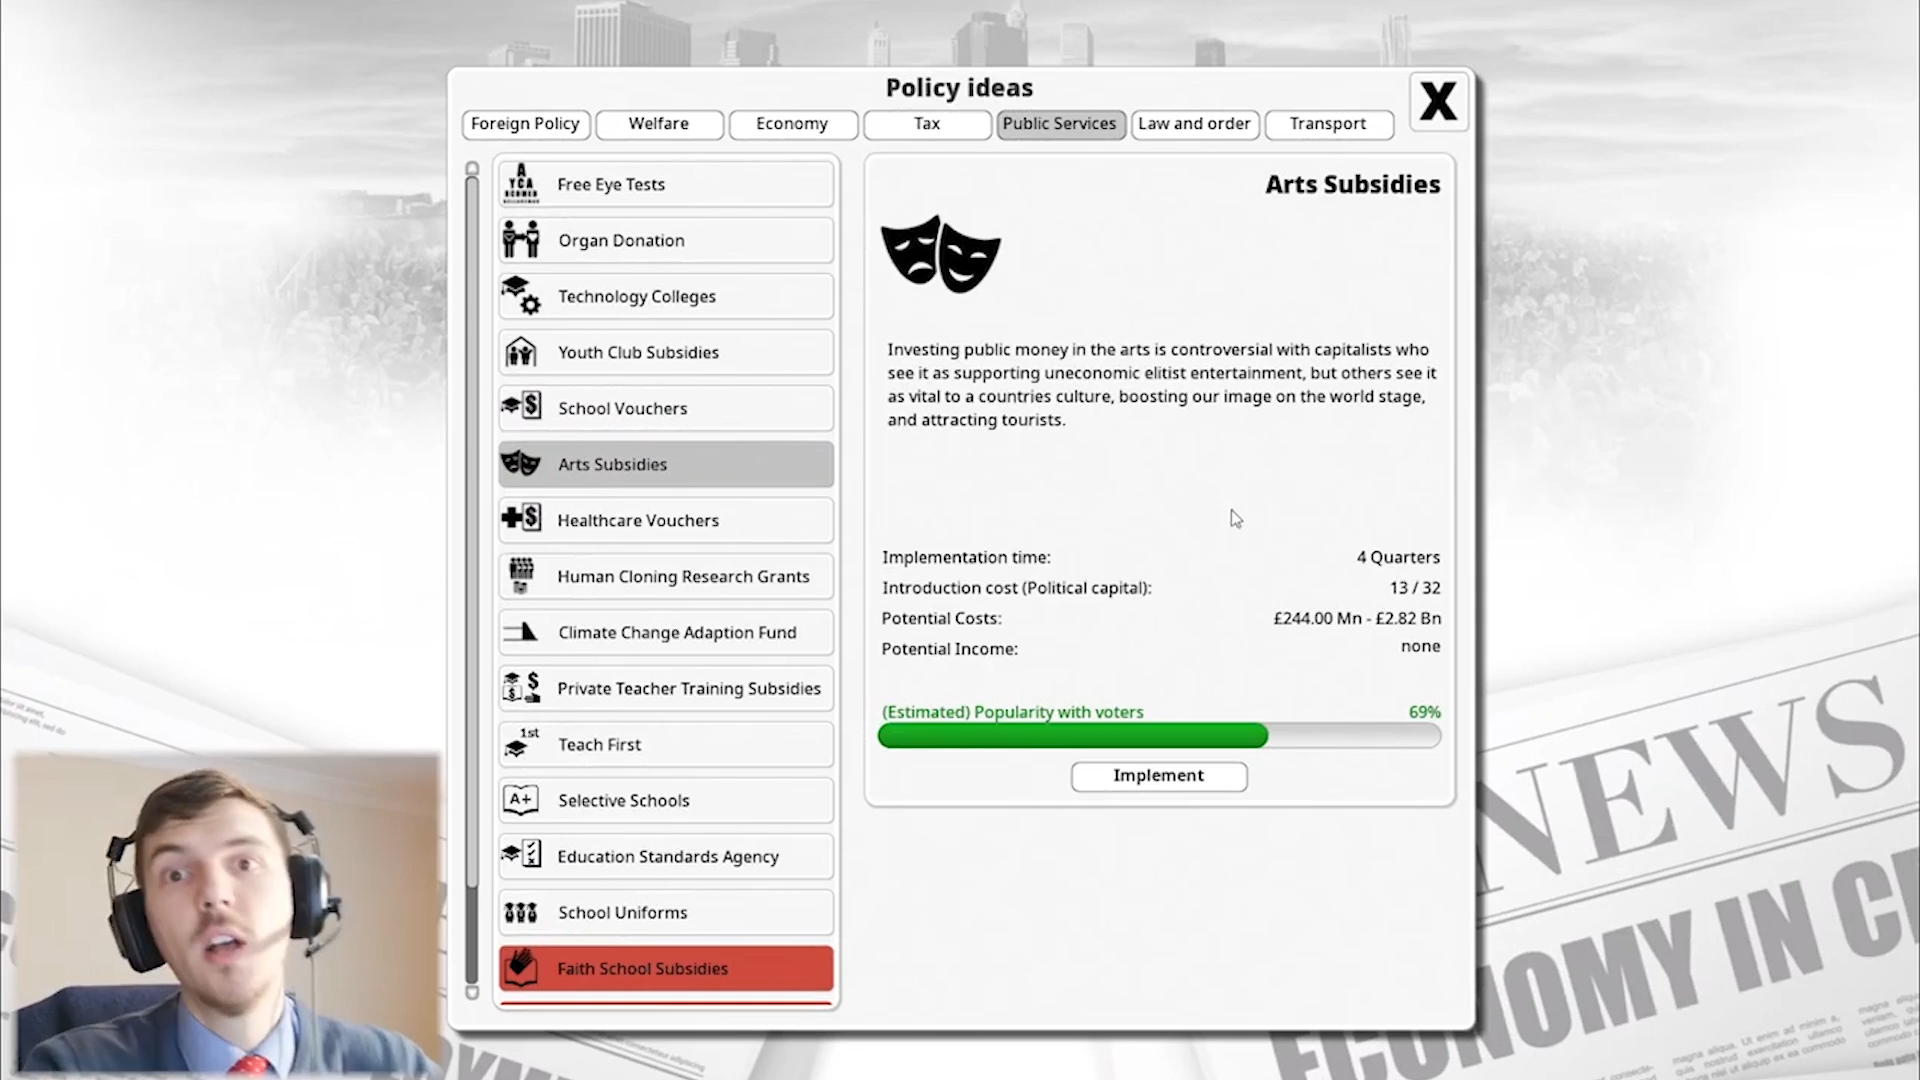 Policy ideas
X
Foreign Policy
Welfare
Economy
Tax
Public Services
Law and order
Transport
Free Eye Tests
Organ Donation
Technology Colleges
Youth Club Subsidies
School Vouchers
Arts Subsidies
Healthcare Vouchers
Human Cloning Research Grants
Climate Change Adaption Fund
Private Teacher Training Subsidies
1st
Teach First
A+
Selective Schools
Education Standards Agency
School Uniforms
Faith School Subsidies
Arts Subsidies
Investing public money in the arts is controversial with capitalists who
see it as supporting uneconomic elitist entertainment, but others see it
as vital to a countries culture, boosting our image on the world stage,
and attracting tourists.
Implementation time: 4 Quarters
Introduction cost (Political capital): 13 / 32
Potential Costs: £244.00 Mn - £2.82 Bn
Potential Income: none
(Estimated) Popularity with voters 69%
Implement
NEWS
ECONOMY IN C